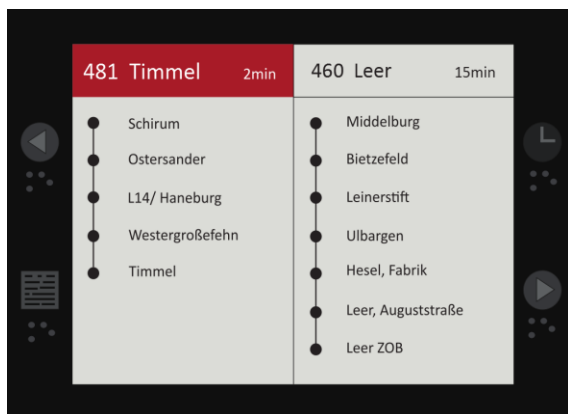 481 Timmel 2min
Schirum
Ostersander
L14/ Haneburg
Westergroßefehn
Timmel
460 Leer 15min
Middelburg
Bietzefeld
Leinerstift
Ulbargen
Hesel, Fabrik
Leer, Auguststraße
Leer ZOB